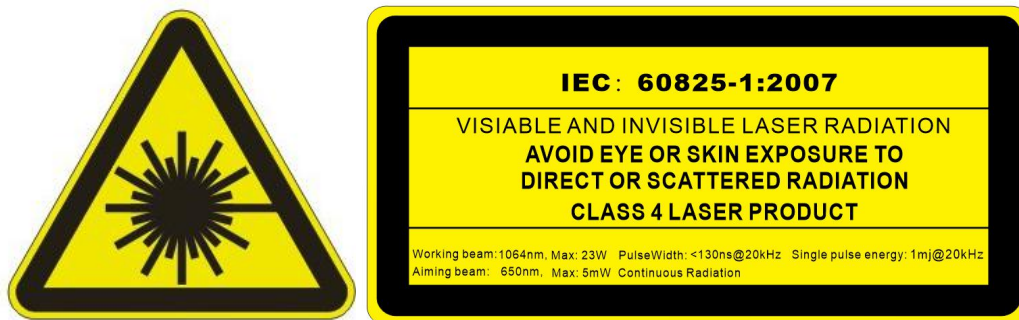 IEC: 60825-1:2007
VISIABLE AND INVISIBLE LASER RADIATION
AVOID EYE OR SKIN EXPOSURE TO
DIRECT OR SCATTERED RADIATION
CLASS 4 LASER PRODUCT
Working beam:1064nm, Max: 23W PulseWidth: <130ns@20kHz Single pulse energy: 1mj@20kHz
Aiming beam: 650nm, Max: 5mW Continuous Radiation